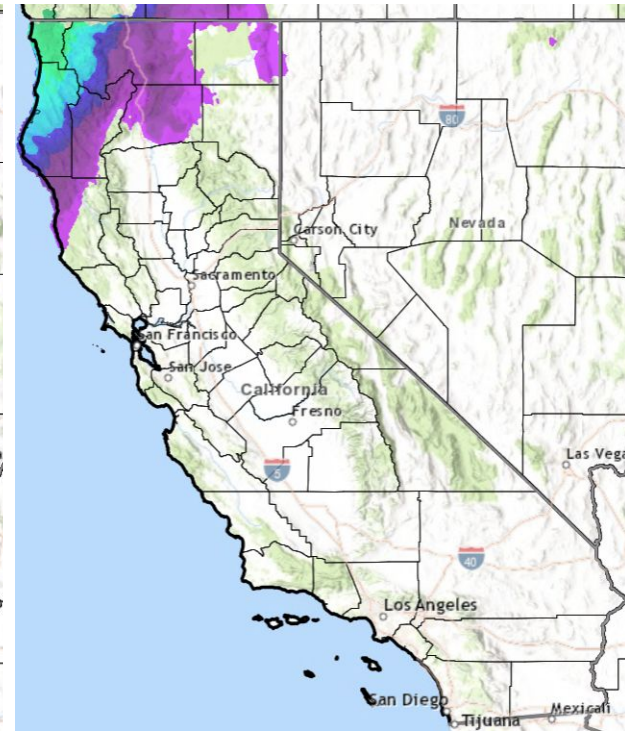 80
Carson City
Nevada
Sacramento
San Francisco
San Jose
California
Fresno
5
Las Vega
40
Los Angeles
San Diego
Tijuana
Mexicali